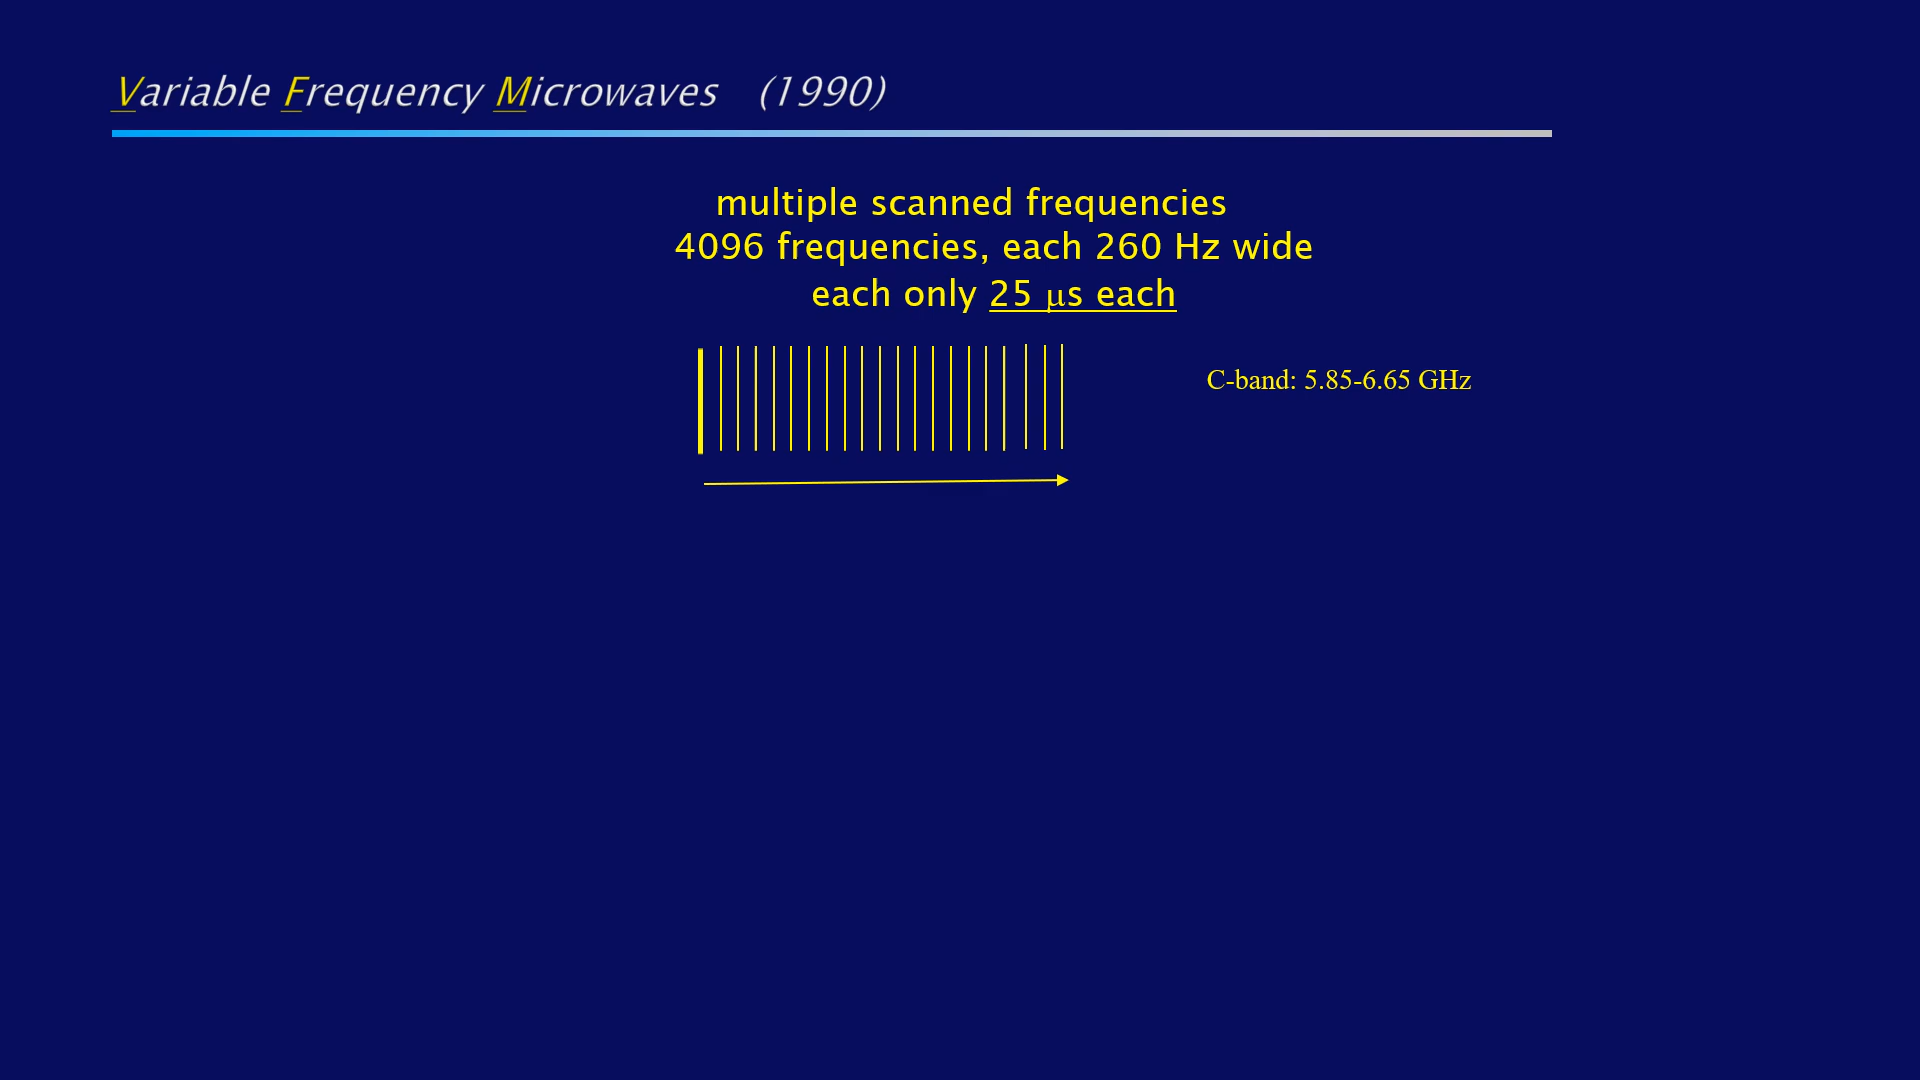 Variable Frequency Microwaves (1990)
multiple scanned frequencies
4096 frequencies, each 260 Hz wide
each only 25 μs each
C-band: 5.85-6.65 GHz